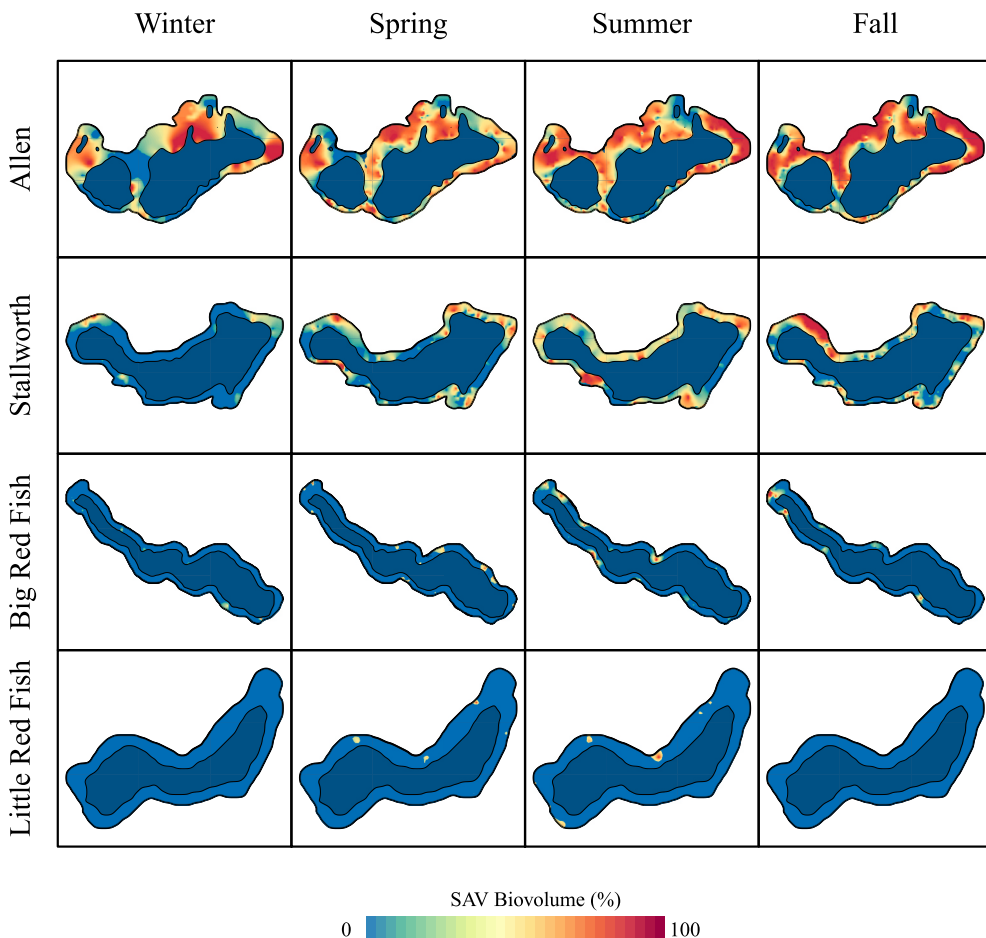 Winter Spring Summer Fall
Allen
Stallworth
Big Red Fish
Little Red Fish
SAV Biovolume (%)
0 100